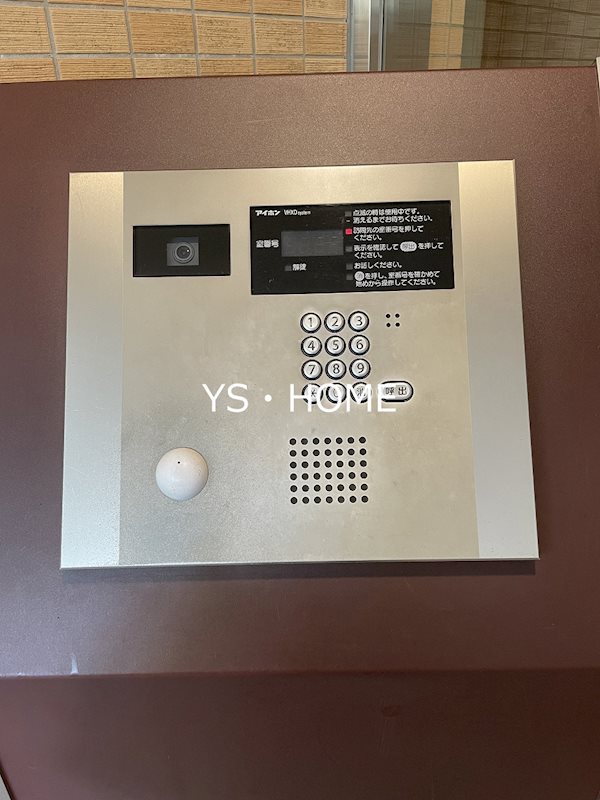 アイホン VHXD system
点滅の時は使用中です。
消えるまでお待ちください。
訪問先の室番号を押して
ください。
室番号
表示を確認して 呼出 を押して
ください。
解錠
お話しください。
を押し、室番号を確かめて
始めから操作してください。
1 2 3
4 5 6
7 8 9
呼出
YS・HOME